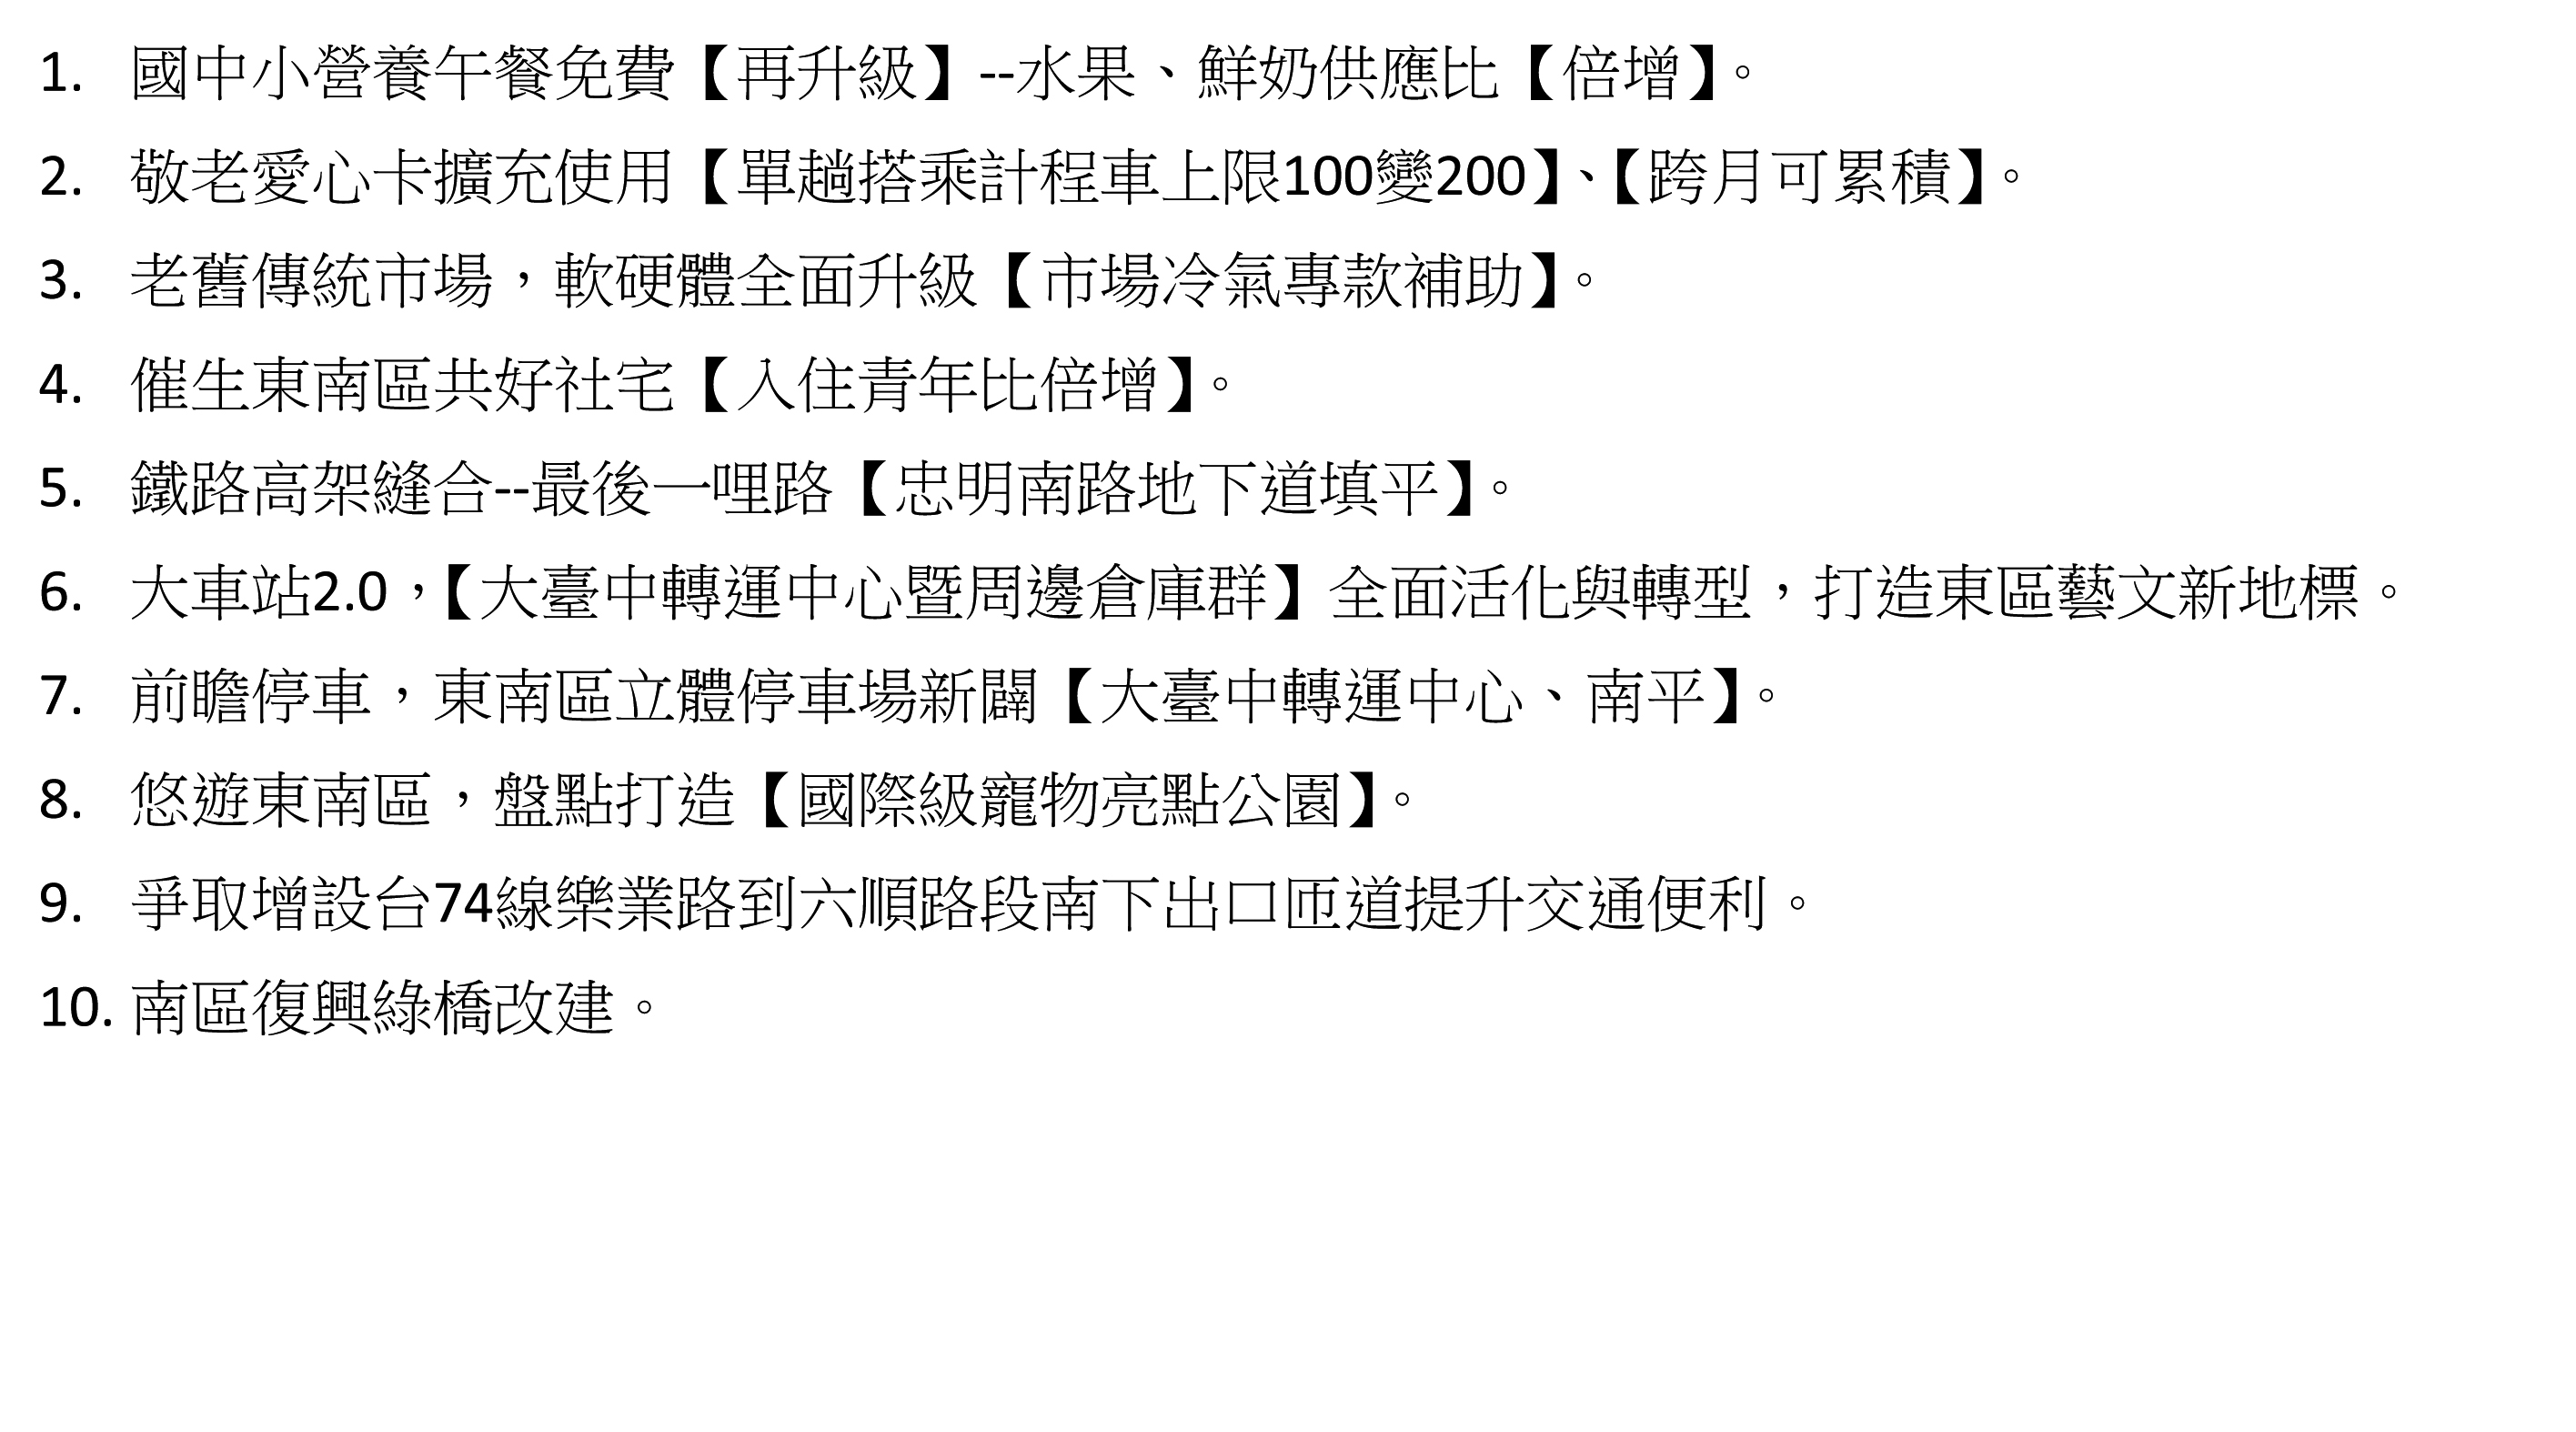 1. 國中小營養午餐免費【再升級】--水果、鮮奶供應比【倍增】。
2. 敬老愛心卡擴充使用【單趟搭乘計程車上限100變200】、【跨月可累積】。
3. 老舊傳統市場，軟硬體全面升級【市場冷氣專款補助】。
4. 催生東南區共好社宅【入住青年比倍增】。
5. 鐵路高架縫合--最後一哩路【忠明南路地下道填平】。
6. 大車站2.0，【大臺中轉運中心暨周邊倉庫群】全面活化與轉型，打造東區藝文新地標。
7. 前瞻停車，東南區立體停車場新闢【大臺中轉運中心、南平】。
8. 悠遊東南區，盤點打造【國際級寵物亮點公園】。
9. 爭取增設台74線樂業路到六順路段南下出口匝道提升交通便利。
10. 南區復興綠橋改建。